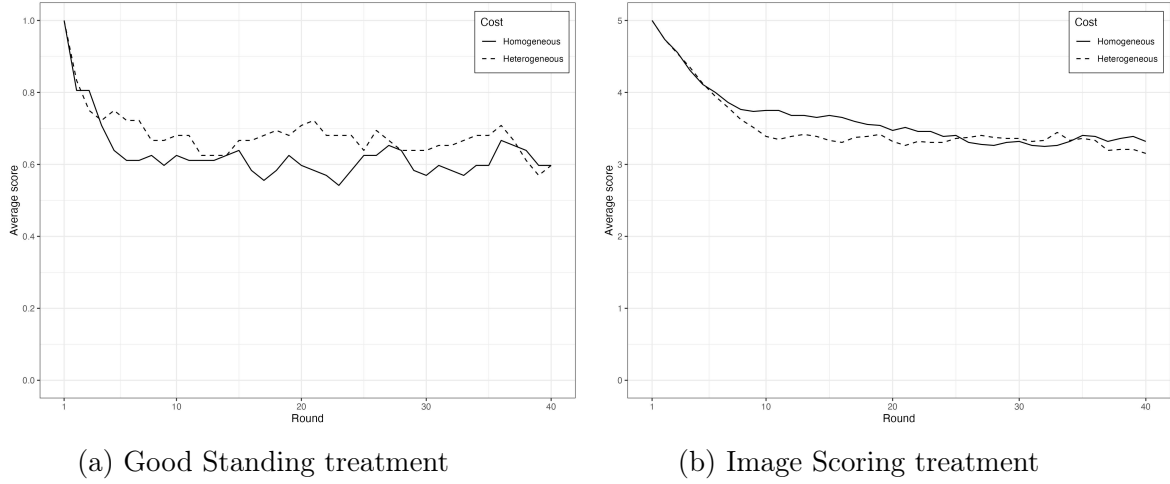 Cost
Homogeneous
Heterogeneous
1.0
0.8
0.6
0.4
0.2
0.0
Average score
1
10
20
30
40
Round
(a) Good Standing treatment
Cost
Homogeneous
Heterogeneous
5
4
3
2
1
0
Average score
1
10
20
30
40
Round
(b) Image Scoring treatment